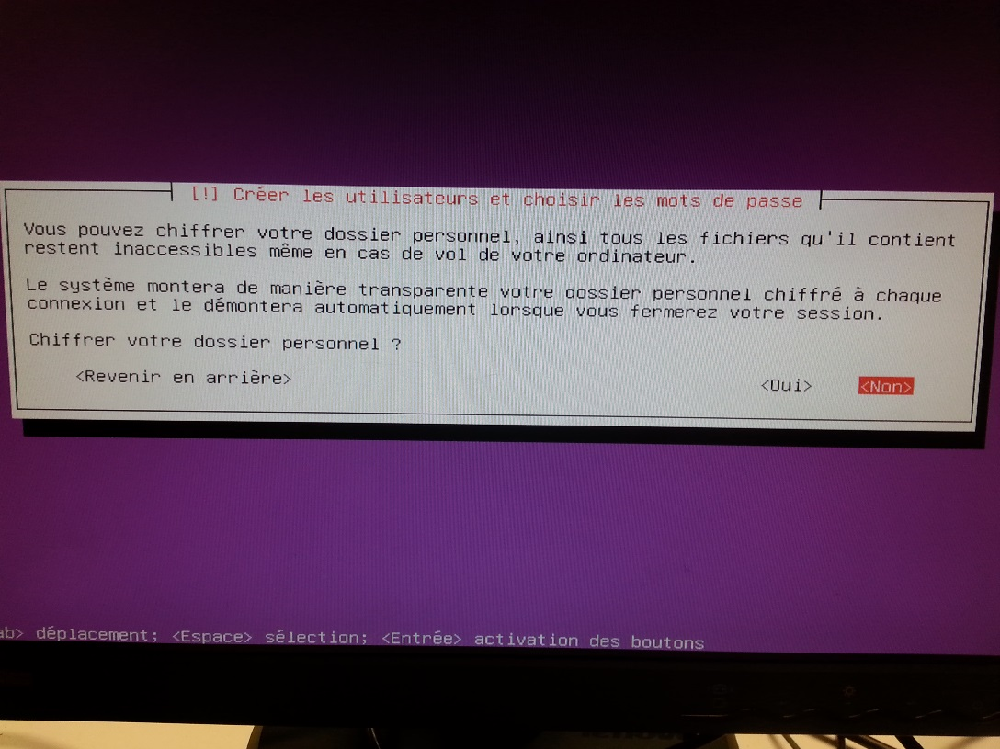 [!] Créer les utilisateurs et choisir les mots de passe
Vous pouvez chiffrer votre dossier personnel, ainsi tous les fichiers qu'il contient
restent inaccessibles même en cas de vol de votre ordinateur.
Le système montera de manière transparente votre dossier personnel chiffré à chaque
connexion et le démontera automatiquement lorsque vous fermerez votre session.
Chiffrer votre dossier personnel ?
<Revenir en arrière> <Oui> <Non>
ab> déplacement; <Espace> sélection; <Entrée> activation des boutons